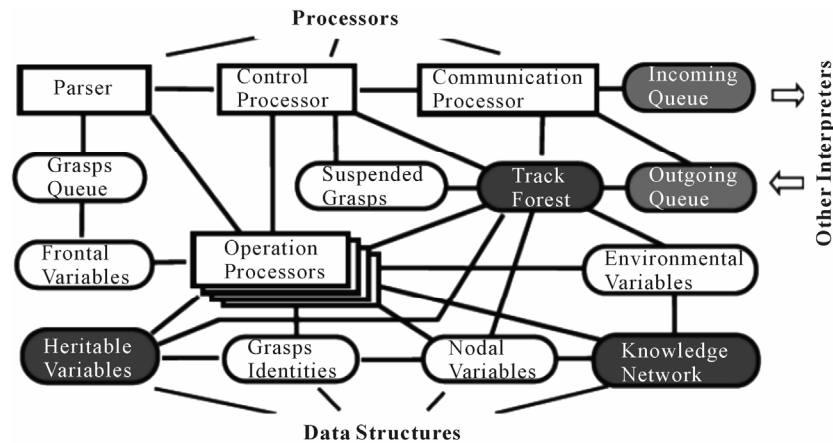 Processors
Parser
Control
Processor
Communication
Processor
Incoming
Queue
Grasps
Queue
Suspended
Grasps
Track
Forest
Outgoing
Queue
Other Interpreters
Frontal
Variables
Operation
Processors
Environmental
Variables
Heritable
Variables
Grasps
Identities
Nodal
Variables
Knowledge
Network
Data Structures